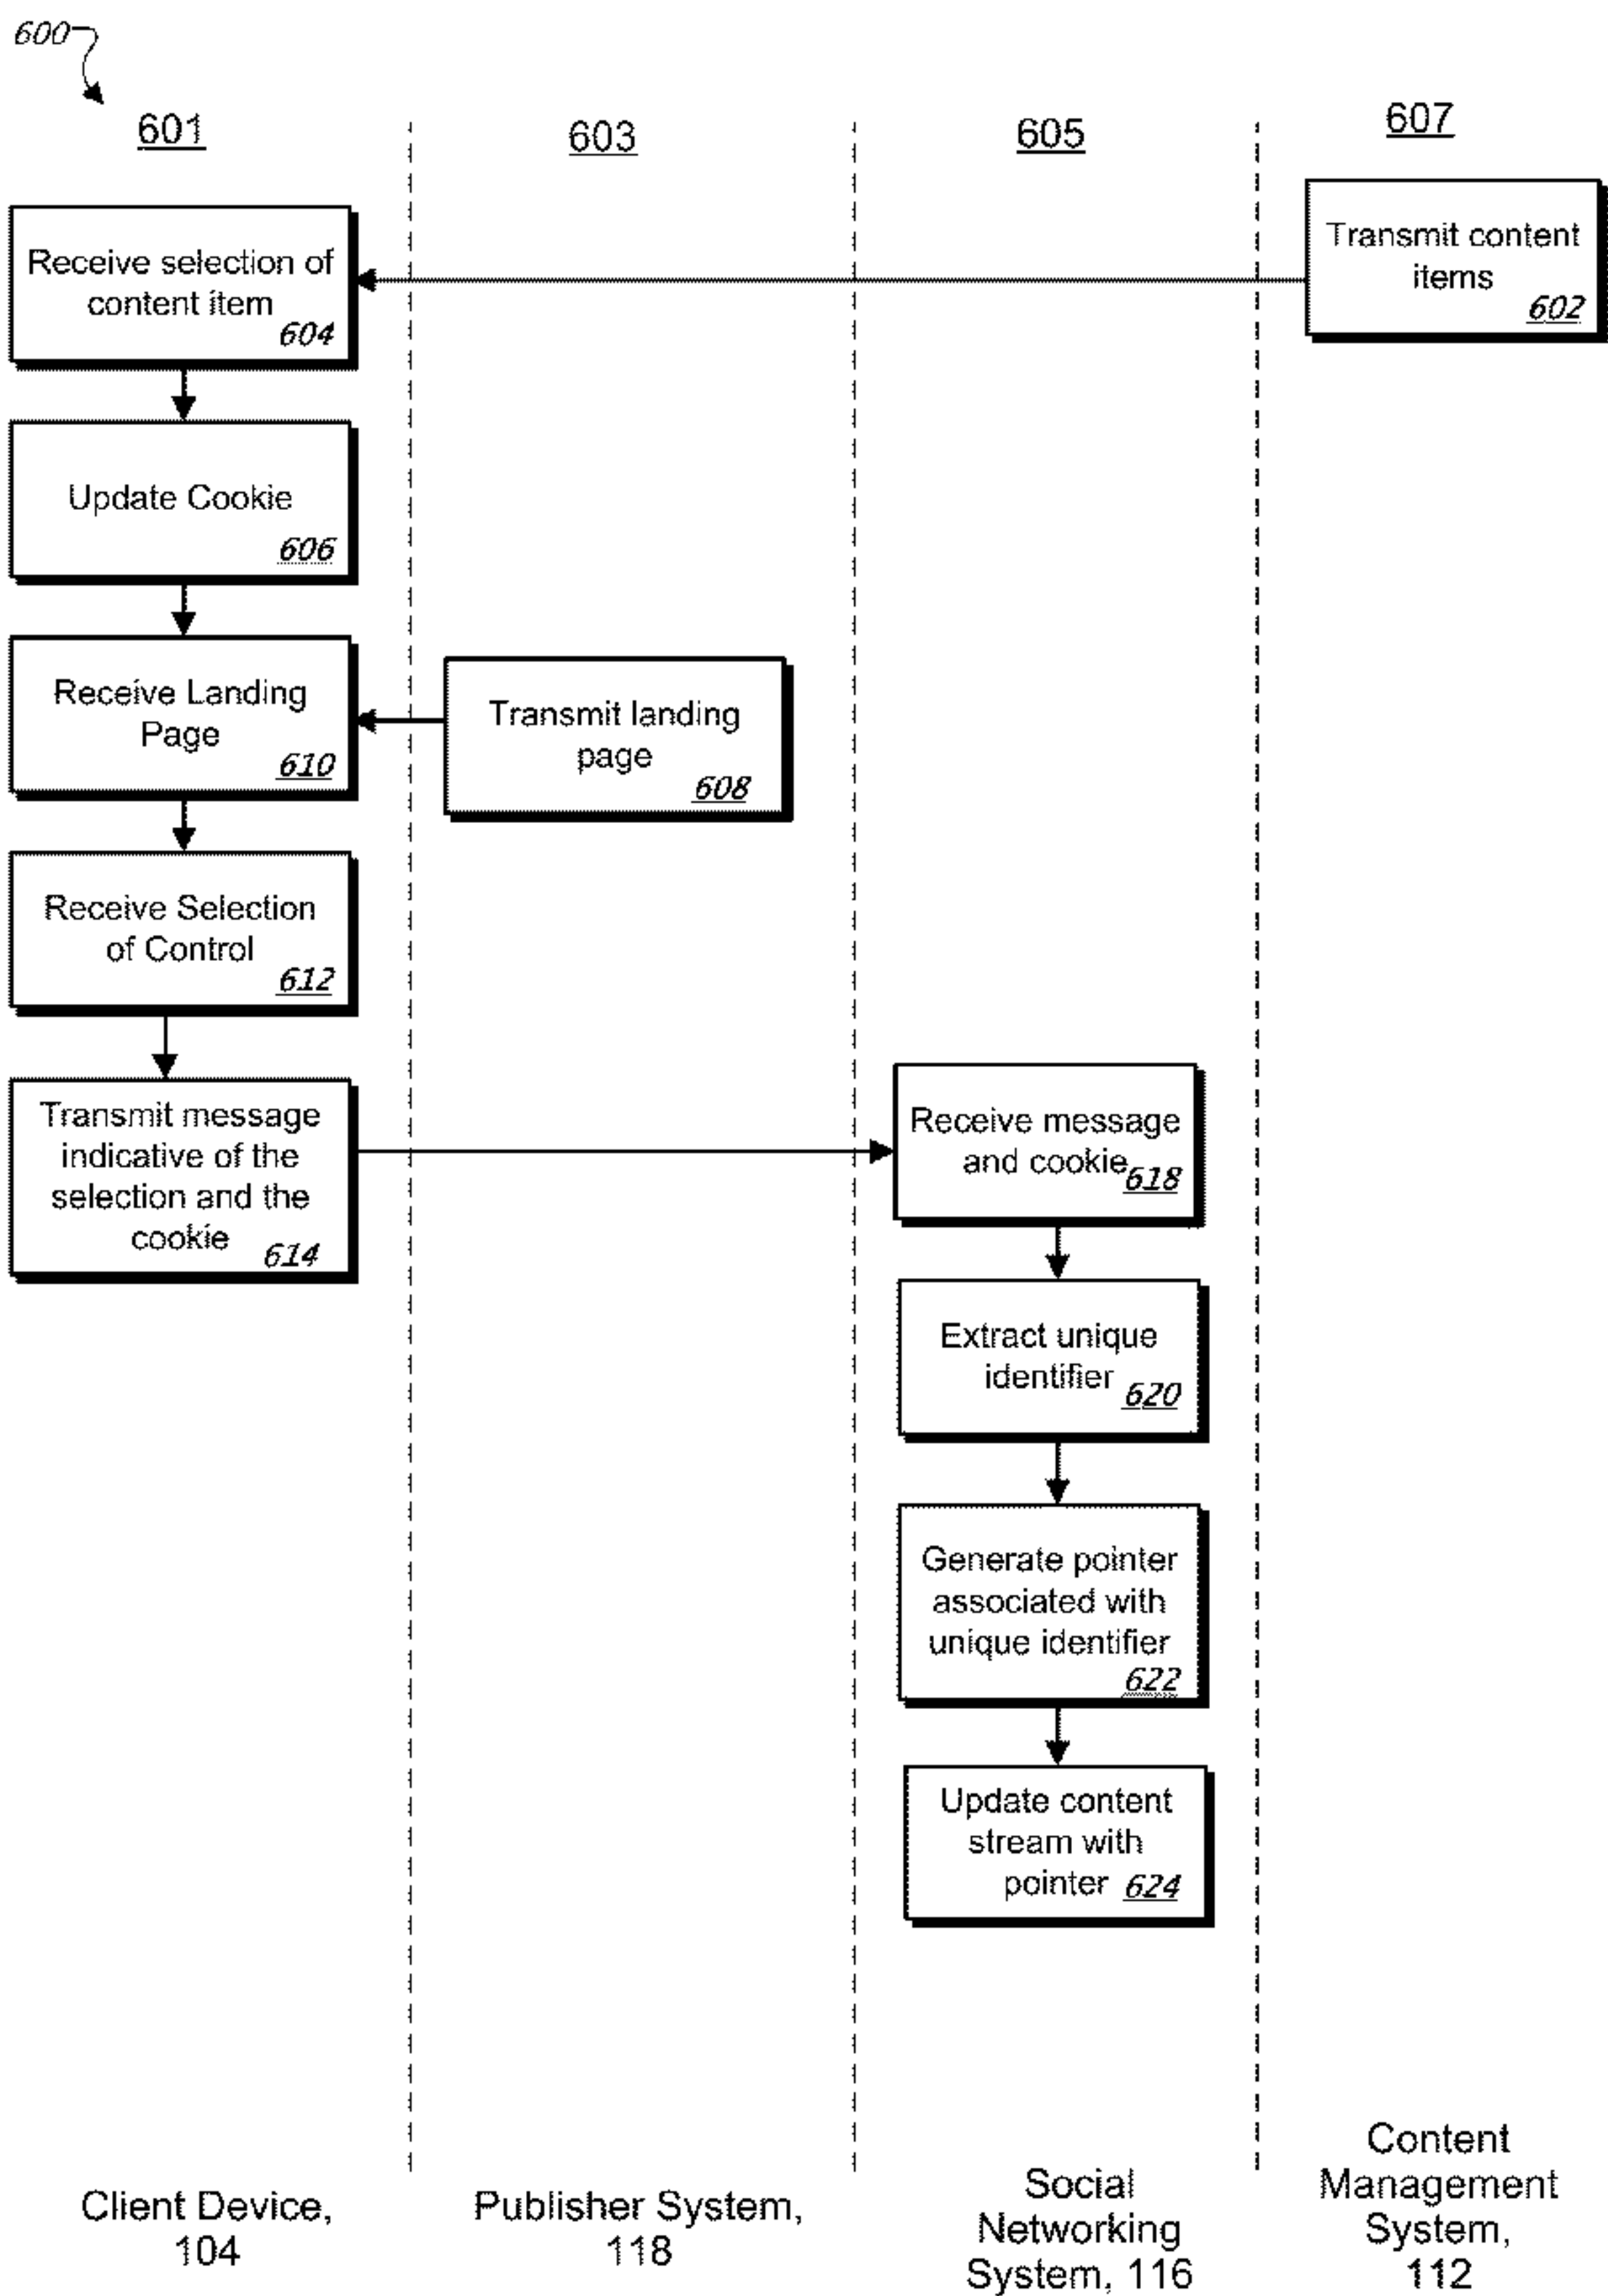 600
601
603
605
607
Transmit content
items
602
Receive selection of
content item
604
Update Cookie
606
Receive Landing
Page
610
Transmit landing
page
608
Receive Selection
of Control
612
Transmit message
indicative of the
selection and the
cookie
614
Receive message
and cookie
618
Extract unique
identifier
620
Generate pointer
associated with
unique identifier
622
Update content
stream with
pointer 624
Client Device,
104
Publisher System,
118
Social
Networking
System, 116
Content
Management
System,
112